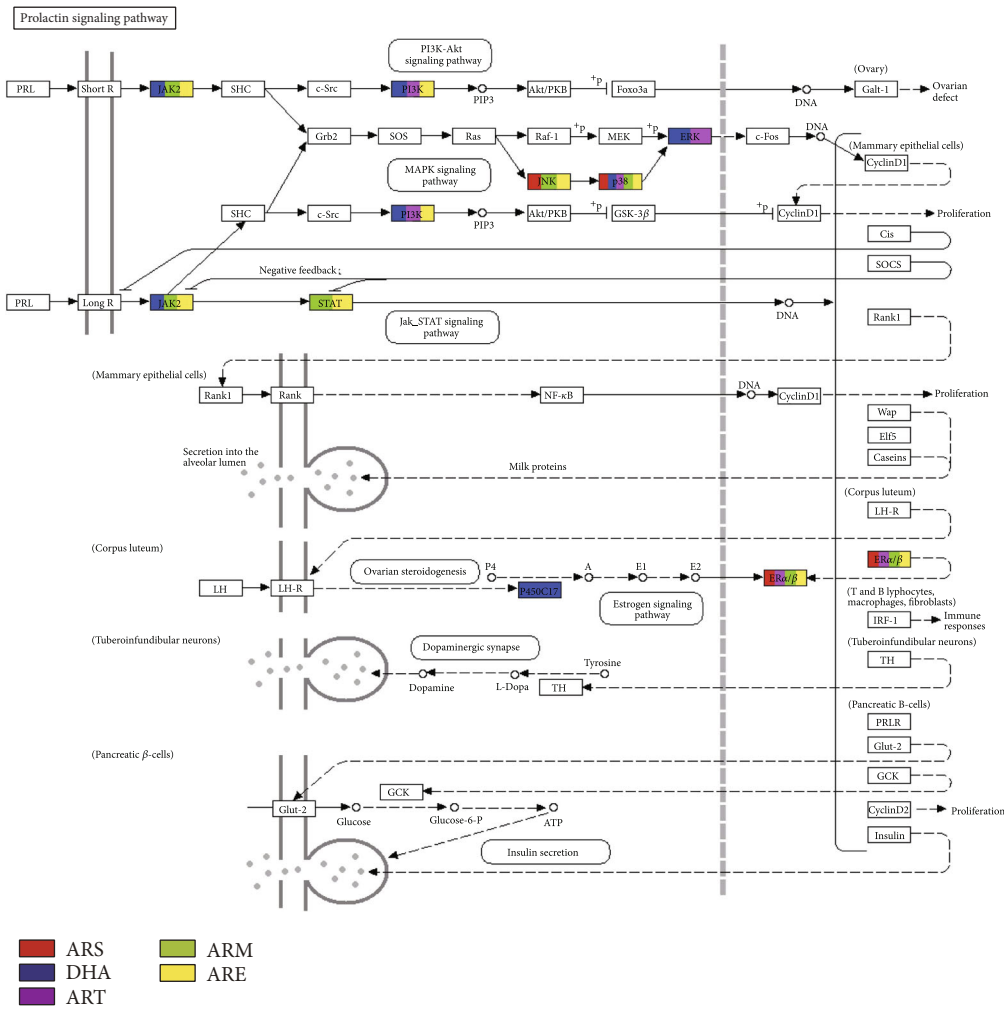 Prolactin signaling pathway
PI3K-Akt
signaling pathway
(Ovary)
PRL
Short R
JAK2
SHC
c-Src
PI3K
PIP3
Akt/PKB
+p
Foxo3a
DNA
Galt-1
Ovarian
defect
Grb2
SOS
Ras
Raf-1
+p
MEK
+p
ERK
c-Fos
DNA
(Mammary epithelial cells)
CyclinD1
MAPK signaling
pathway
JNK
p38
SHC
c-Src
PI3K
PIP3
Akt/PKB
+p
GSK-3β
+p
CyclinD1
Proliferation
Cis
SOCS
Negative feedback
PRL
Long R
JAK2
STAT
DNA
Jak_STAT signaling
pathway
Rank1
(Mammary epithelial cells)
Rank1
Rank
NF-κB
DNA
CyclinD1
Proliferation
Wap
Elf5
Caseins
Secretion into the
alveolar lumen
Milk proteins
(Corpus luteum)
LH-R
(Corpus luteum)
LH
LH-R
Ovarian steroidogenesis
P4
P450C17
A
E1
E2
ERα/β
ERα/β
Estrogen signaling
pathway
(T and B lyphocytes,
macrophages, fibroblasts)
IRF-1
Immune
responses
(Tuberoinfundibular neurons)
(Tuberoinfundibular neurons)
TH
Dopaminergic synapse
Dopamine
L-Dopa
Tyrosine
TH
(Pancreatic B-cells)
PRLR
Glut-2
(Pancreatic β-cells)
GCK
GCK
Glut-2
Glucose
Glucose-6-P
ATP
CyclinD2
Proliferation
Insulin
Insulin secretion
ARS
DHA
ART
ARM
ARE